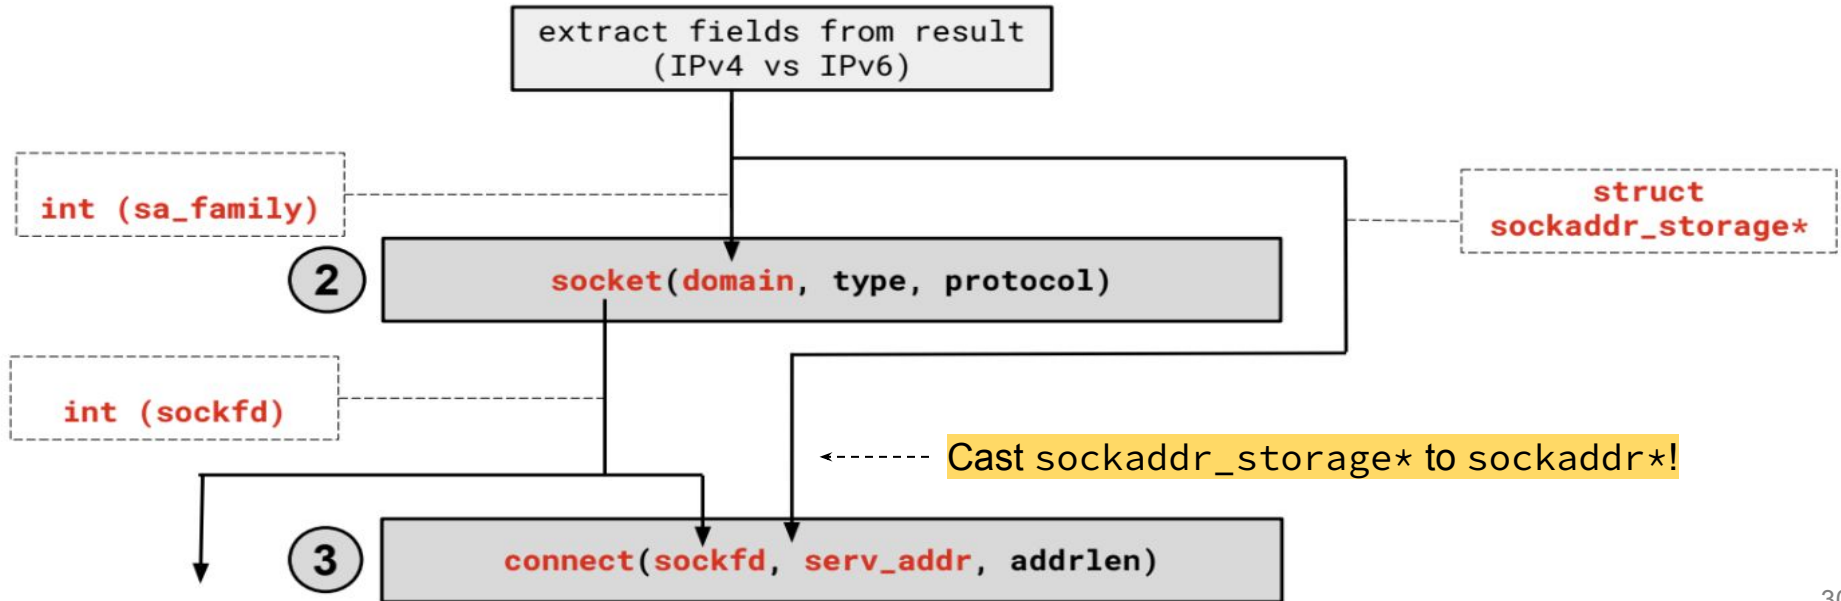 extract fields from result
(IPv4 vs IPv6)
int (sa_family)
struct
sockaddr_storage*
2
socket(domain, type, protocol)
int (sockfd)
Cast sockaddr_storage* to sockaddr*!
3
connect(sockfd, serv_addr, addrlen)
30